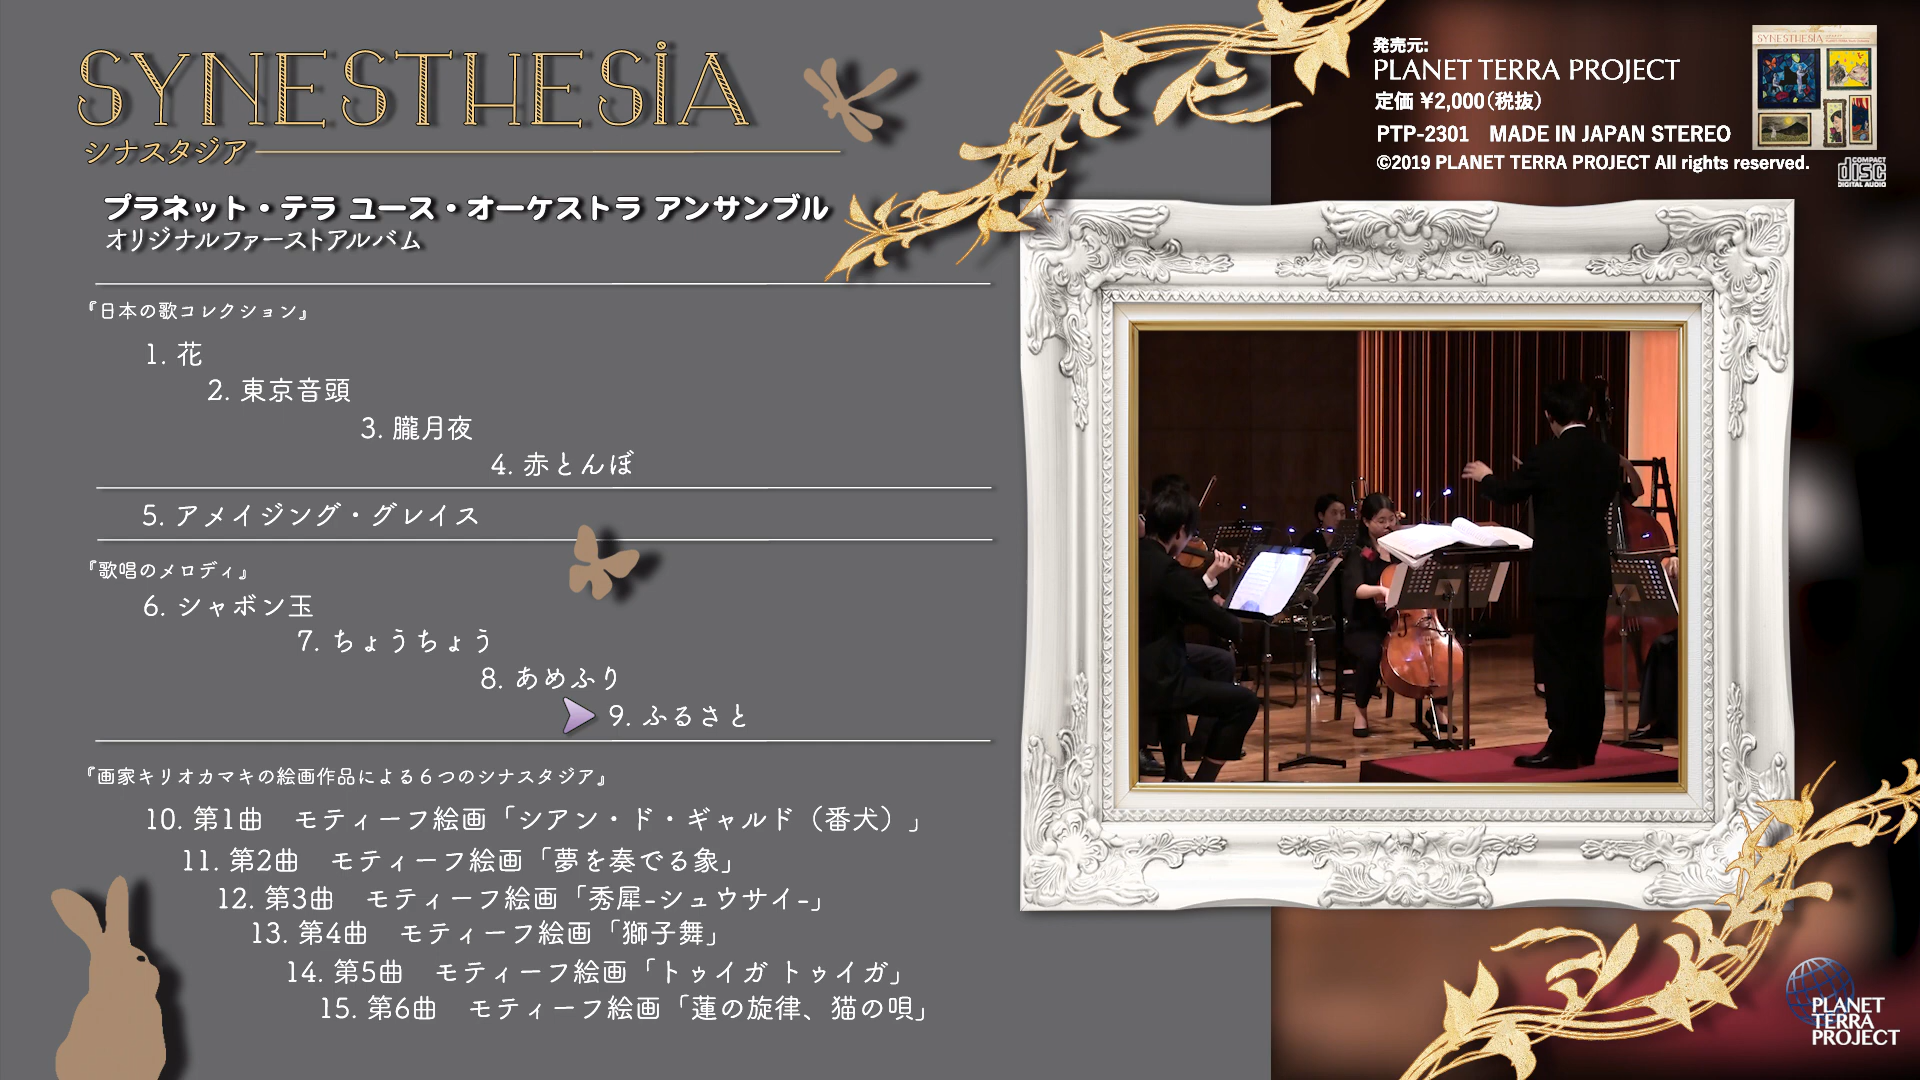 SYNESTHESIA
シナスタジア
プラネット・テラ ユース・オーケストラ アンサンブル
オリジナルファーストアルバム
『日本の歌コレクション』
1. 花
2. 東京音頭
3. 朧月夜
4. 赤とんぼ
5. アメイジング・グレイス
『歌唱のメロディ』
6. シャボン玉
7. ちょうちょう
8. あめふり
9. ふるさと
『画家キリオカマキの絵画作品による６つのシナスタジア』
10. 第1曲　モティーフ絵画「シアン・ド・ギャルド（番犬）」
11. 第2曲　モティーフ絵画「夢を奏でる象」
12. 第3曲　モティーフ絵画「秀犀-シュウサイ-」
13. 第4曲　モティーフ絵画「獅子舞」
14. 第5曲　モティーフ絵画「トゥイガ トゥイガ」
15. 第6曲　モティーフ絵画「蓮の旋律、猫の唄」
発売元:
PLANET TERRA PROJECT
定価 ¥2,000（税抜）
PTP-2301　MADE IN JAPAN STEREO
©2019 PLANET TERRA PROJECT All rights reserved.
SYNESTHESIA
COMPACT
disc
DIGITAL AUDIO
PLANET
TERRA
PROJECT